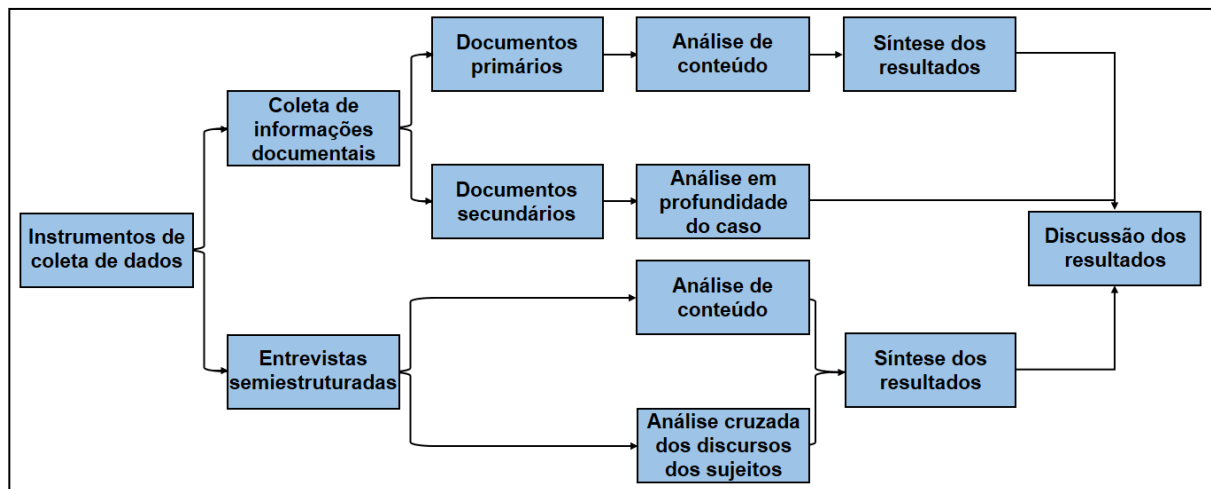 Documentos
primários
Análise de
conteúdo
Síntese dos
resultados
Coleta de
informações
documentais
Documentos
secundários
Análise em
profundidade
do caso
Instrumentos de
coleta de dados
Discussão dos
resultados
Análise de
conteúdo
Entrevistas
semiestruturadas
Síntese dos
resultados
Análise cruzada
dos discursos
dos sujeitos